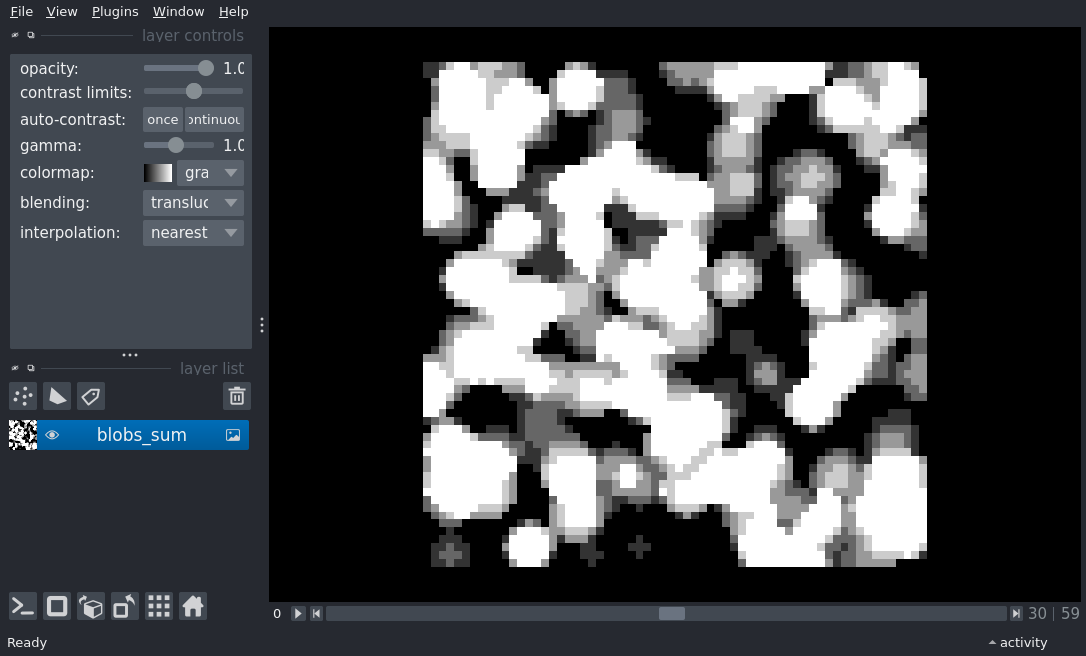 File View Plugins Window Help
layer controls
opacity: 1.0
contrast limits:
auto-contrast: once ontinuou
gamma: 1.0
colormap: gra
blending: transluc
interpolation: nearest
layer list
blobs_sum
0 30 | 59
Ready activity